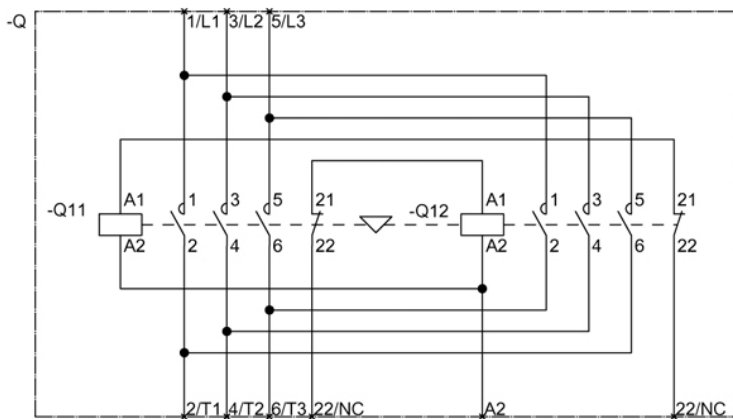 -Q 1/L1 3/L2 5/L3
A1 1 3 5 21 A1 1 3 5 21
-Q11 -Q12
A2 2 4 6 22 A2 2 4 6 22
2/T1 4/T2 6/T3 22/NC A2 22/NC